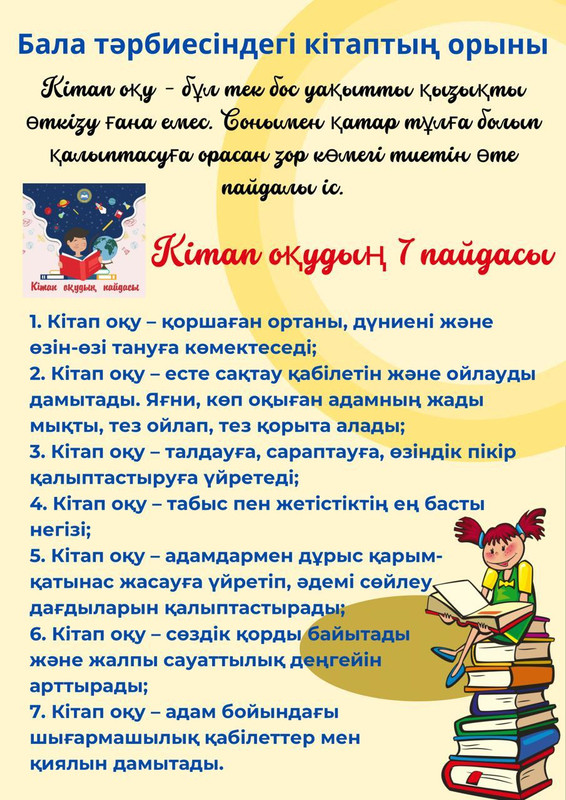 Бала тәрбиесіндегі кітаптың орыны
Кітап оқу - бұл тек бос уақытты қызықты
өткізу ғана емес. Сонымен қатар тұлға болып
қалыптасуға орасан зор көмегі тиетін өте
пайдалы іс.
Кітап оқудың пайдасы
Кітап оқудың 7 пайдасы
1. Кітап оқу – қоршаған ортаны, дүниені және
өзін-өзі тануға көмектеседі;
2. Кітап оқу – есте сақтау қабілетін және ойлауды
дамытады. Яғни, көп оқыған адамның жады
мықты, тез ойлап, тез қорыта алады;
3. Кітап оқу – талдауға, сараптауға, өзіндік пікір
қалыптастыруға үйретеді;
4. Кітап оқу – табыс пен жетістіктің ең басты
негізі;
5. Кітап оқу – адамдармен дұрыс қарым-
қатынас жасауға үйретіп, әдемі сөйлеу
дағдыларын қалыптастырады;
6. Кітап оқу – сөздік қорды байытады
және жалпы сауаттылық деңгейін
арттырады;
7. Кітап оқу – адам бойындағы
шығармашылық қабілеттер мен
қиялын дамытады.